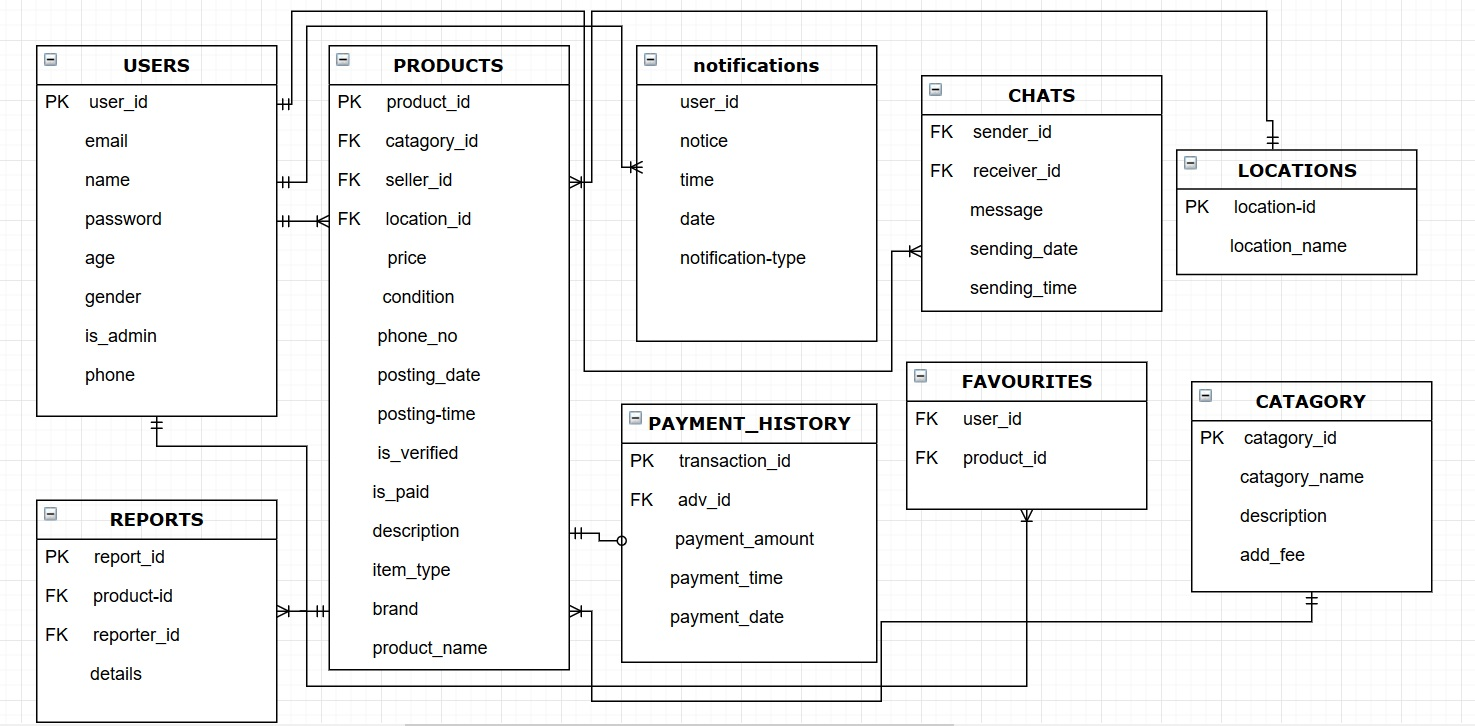 USERS
PK user_id
email
name
password
age
gender
is_admin
phone
PRODUCTS
PK product_id
FK catagory_id
FK seller_id
FK location_id
price
condition
phone_no
posting_date
posting-time
is_verified
is_paid
description
item_type
brand
product_name
notifications
user_id
notice
time
date
notification-type
CHATS
FK sender_id
FK receiver_id
message
sending_date
sending_time
LOCATIONS
PK location-id
location_name
REPORTS
PK report_id
FK product-id
FK reporter_id
details
PAYMENT_HISTORY
PK transaction_id
FK adv_id
payment_amount
payment_time
payment_date
FAVOURITES
FK user_id
FK product_id
CATAGORY
PK catagory_id
catagory_name
description
add_fee